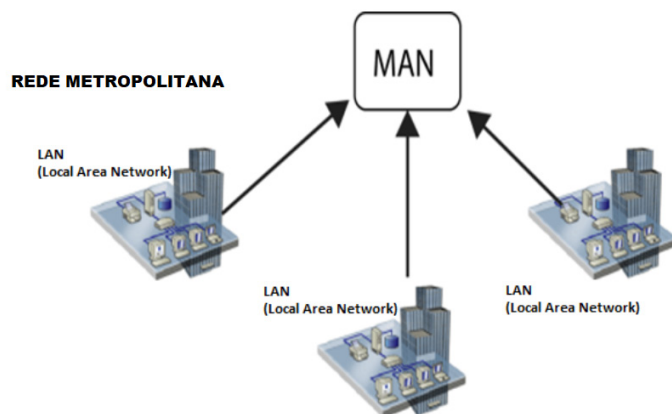 MAN
REDE METROPOLITANA
LAN
(Local Area Network)
LAN
(Local Area Network)
LAN
(Local Area Network)